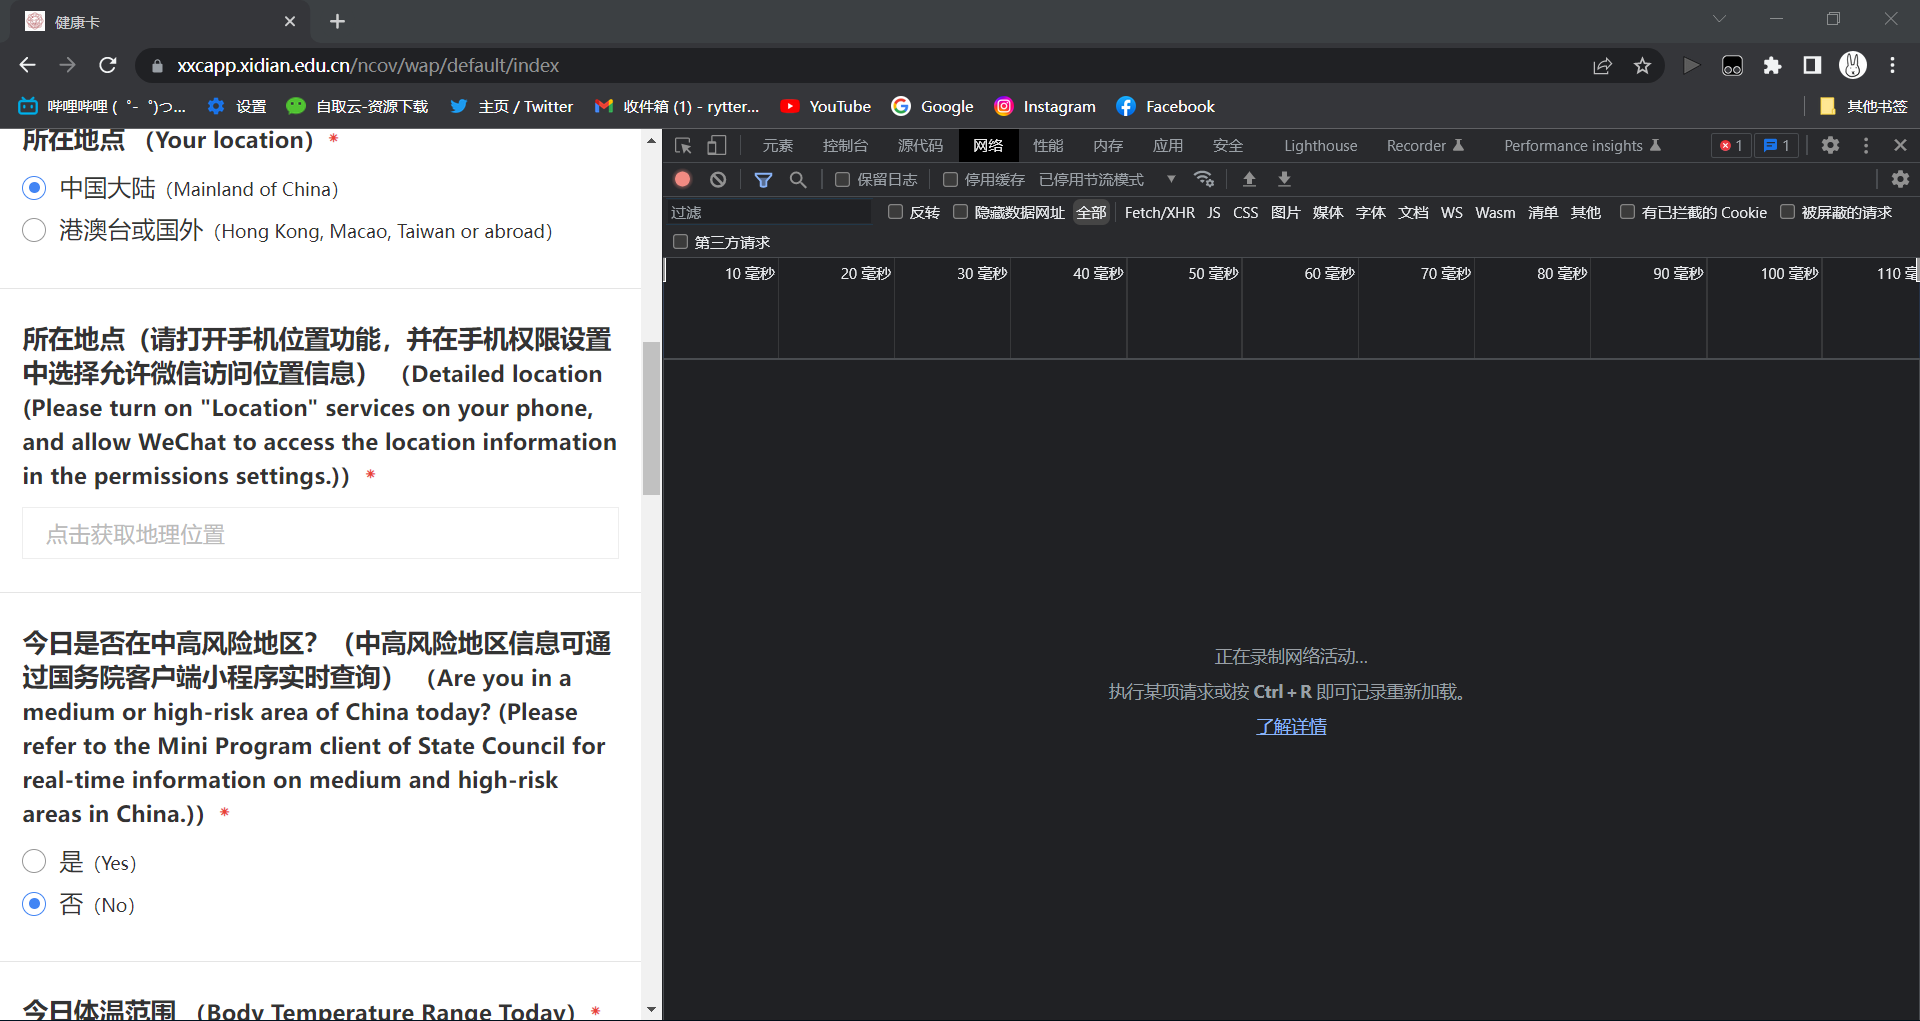 健康卡
xxcapp.xidian.edu.cn/ncov/wap/default/index
哔哩哔哩 ( ゜- ゜)つ... 设置 自取云-资源下载 主页 / Twitter 收件箱 (1) - rytter... YouTube Google Instagram Facebook 其他书签
所在地点 （Your location） *
中国大陆（Mainland of China）
港澳台或国外（Hong Kong, Macao, Taiwan or abroad）
所在地点（请打开手机位置功能，并在手机权限设置
中选择允许微信访问位置信息） （Detailed location
(Please turn on "Location" services on your phone,
and allow WeChat to access the location information
in the permissions settings.)） *
点击获取地理位置
今日是否在中高风险地区？（中高风险地区信息可通
过国务院客户端小程序实时查询） （Are you in a
medium or high-risk area of China today? (Please
refer to the Mini Program client of State Council for
real-time information on medium and high-risk
areas in China.)） *
是（Yes）
否（No）
今日体温范围 （Body Temperature Range Today） *
元素 控制台 源代码 网络 性能 内存 应用 安全 Lighthouse Recorder Performance insights 1 1
保留日志 停用缓存 已停用节流模式
过滤 反转 隐藏数据网址 全部 Fetch/XHR JS CSS 图片 媒体 字体 文档 WS Wasm 清单 其他 有已拦截的 Cookie 被屏蔽的请求
第三方请求
10 毫秒 20 毫秒 30 毫秒 40 毫秒 50 毫秒 60 毫秒 70 毫秒 80 毫秒 90 毫秒 100 毫秒 110 毫
正在录制网络活动...
执行某项请求或按 Ctrl + R 即可记录重新加载。
了解详情